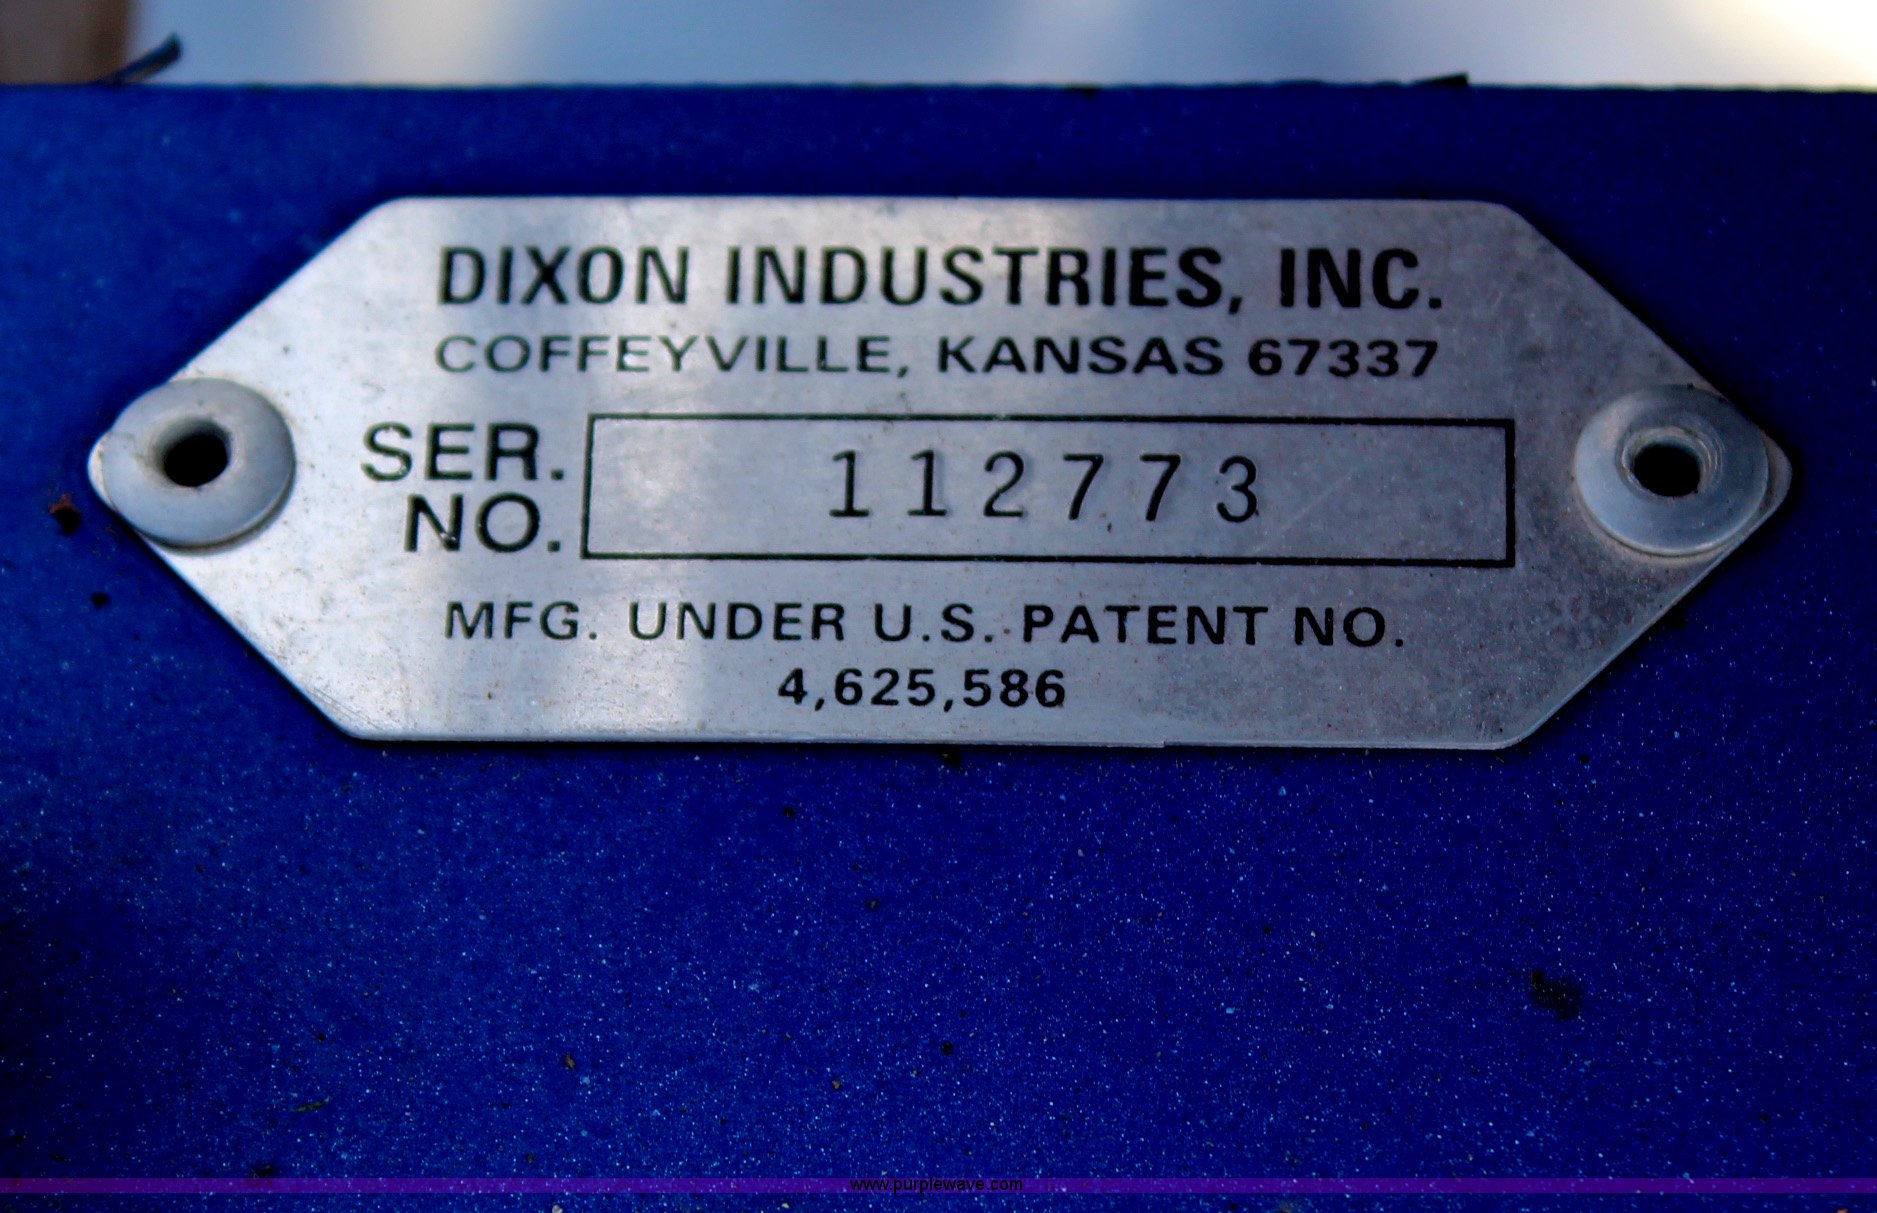 DIXON INDUSTRIES, INC.
COFFEYVILLE, KANSAS 67337
SER. NO. 112773
MFG. UNDER U.S. PATENT NO.
4,625,586
www.purplewave.com